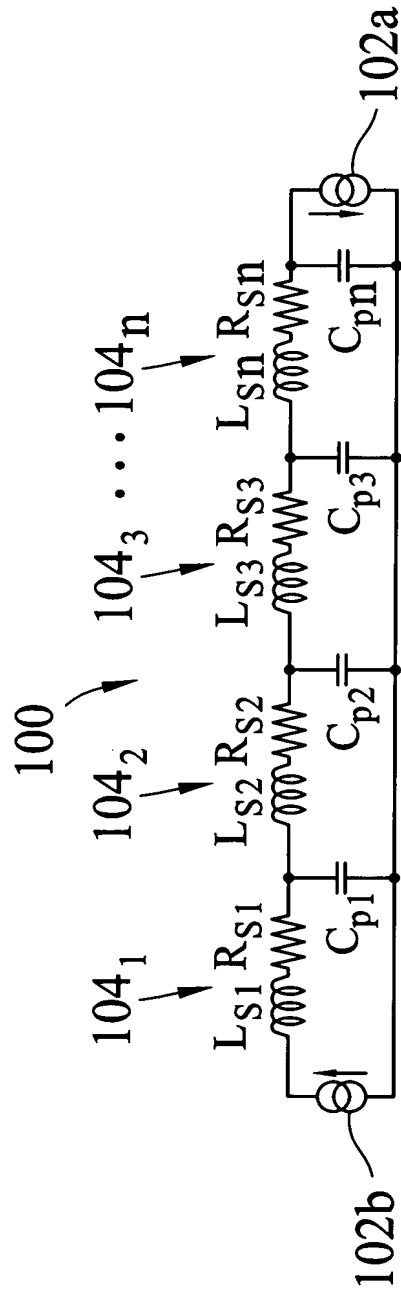 100
104₁ 104₂ 104₃ • • • • 104ₙ
L_S1 R_S1 L_S2 R_S2 L_S3 R_S3 L_sn R_sn
C_p1 C_p2 C_p3 C_pn
102b 102a